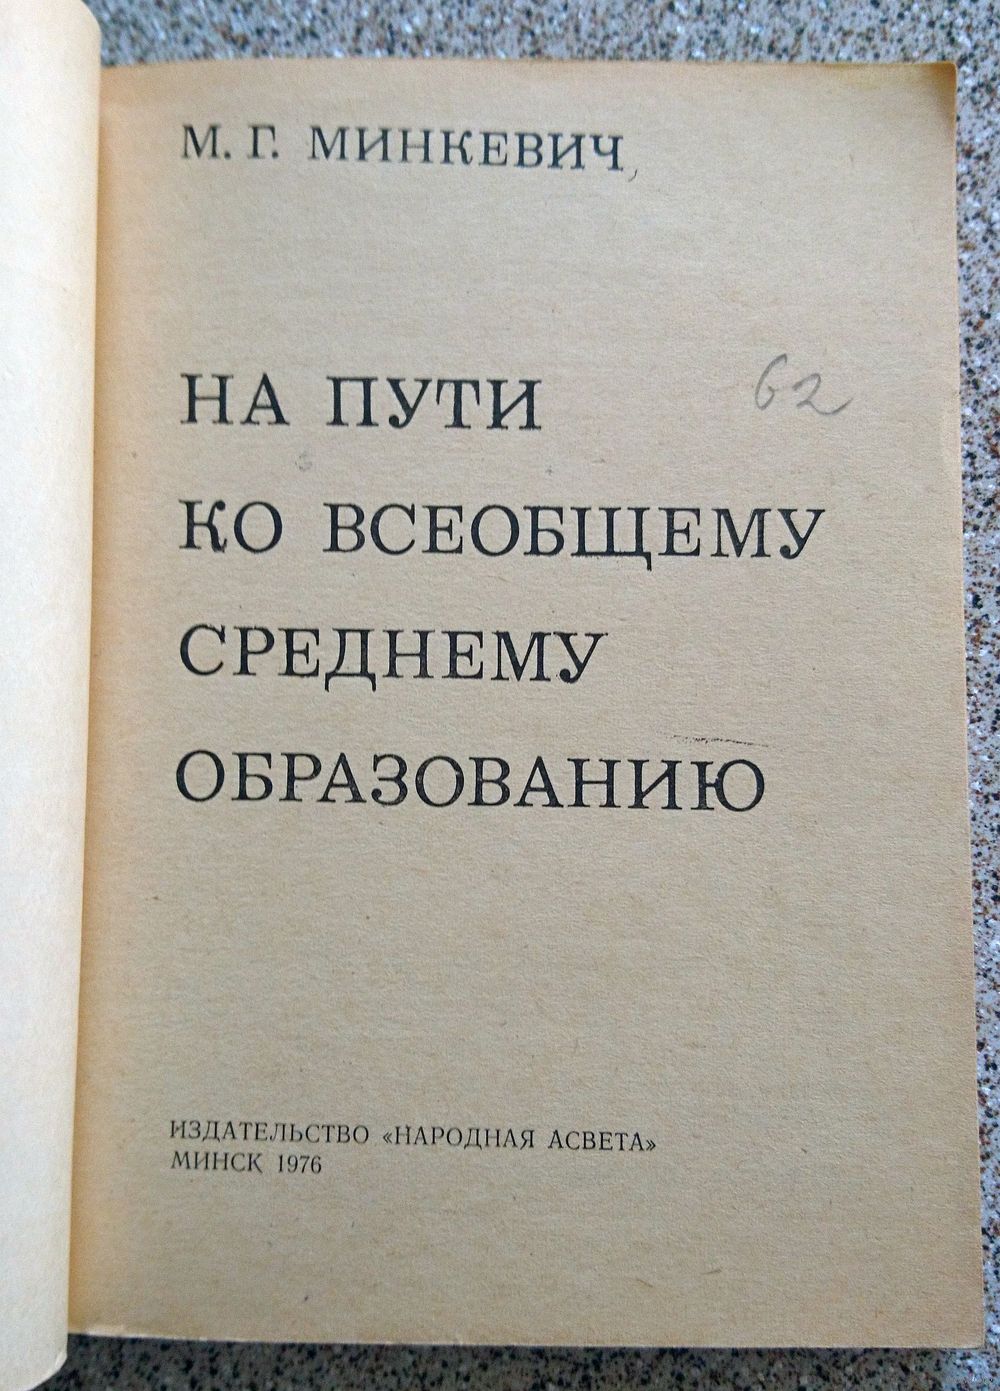 М. Г. МИНКЕВИЧ
62
НА ПУТИ
КО ВСЕОБЩЕМУ
СРЕДНЕМУ
ОБРАЗОВАНИЮ
ИЗДАТЕЛЬСТВО «НАРОДНАЯ АСВЕТА»
МИНСК 1976